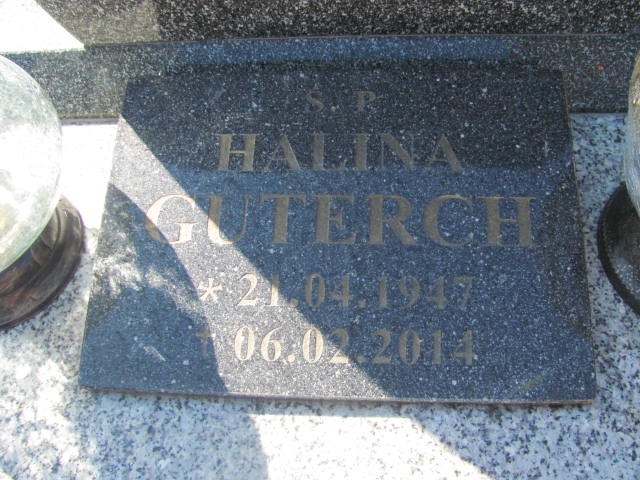 S. P.
HALINA
GUTERCH
* 21.04.1947
† 06.02.2014